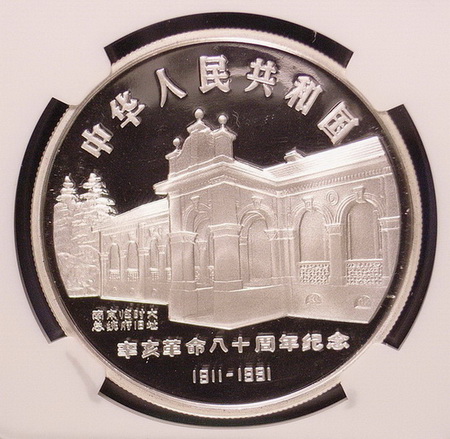 中华人民共和国
南京临时大
总统府旧址
辛亥革命八十周年纪念
1911-1991